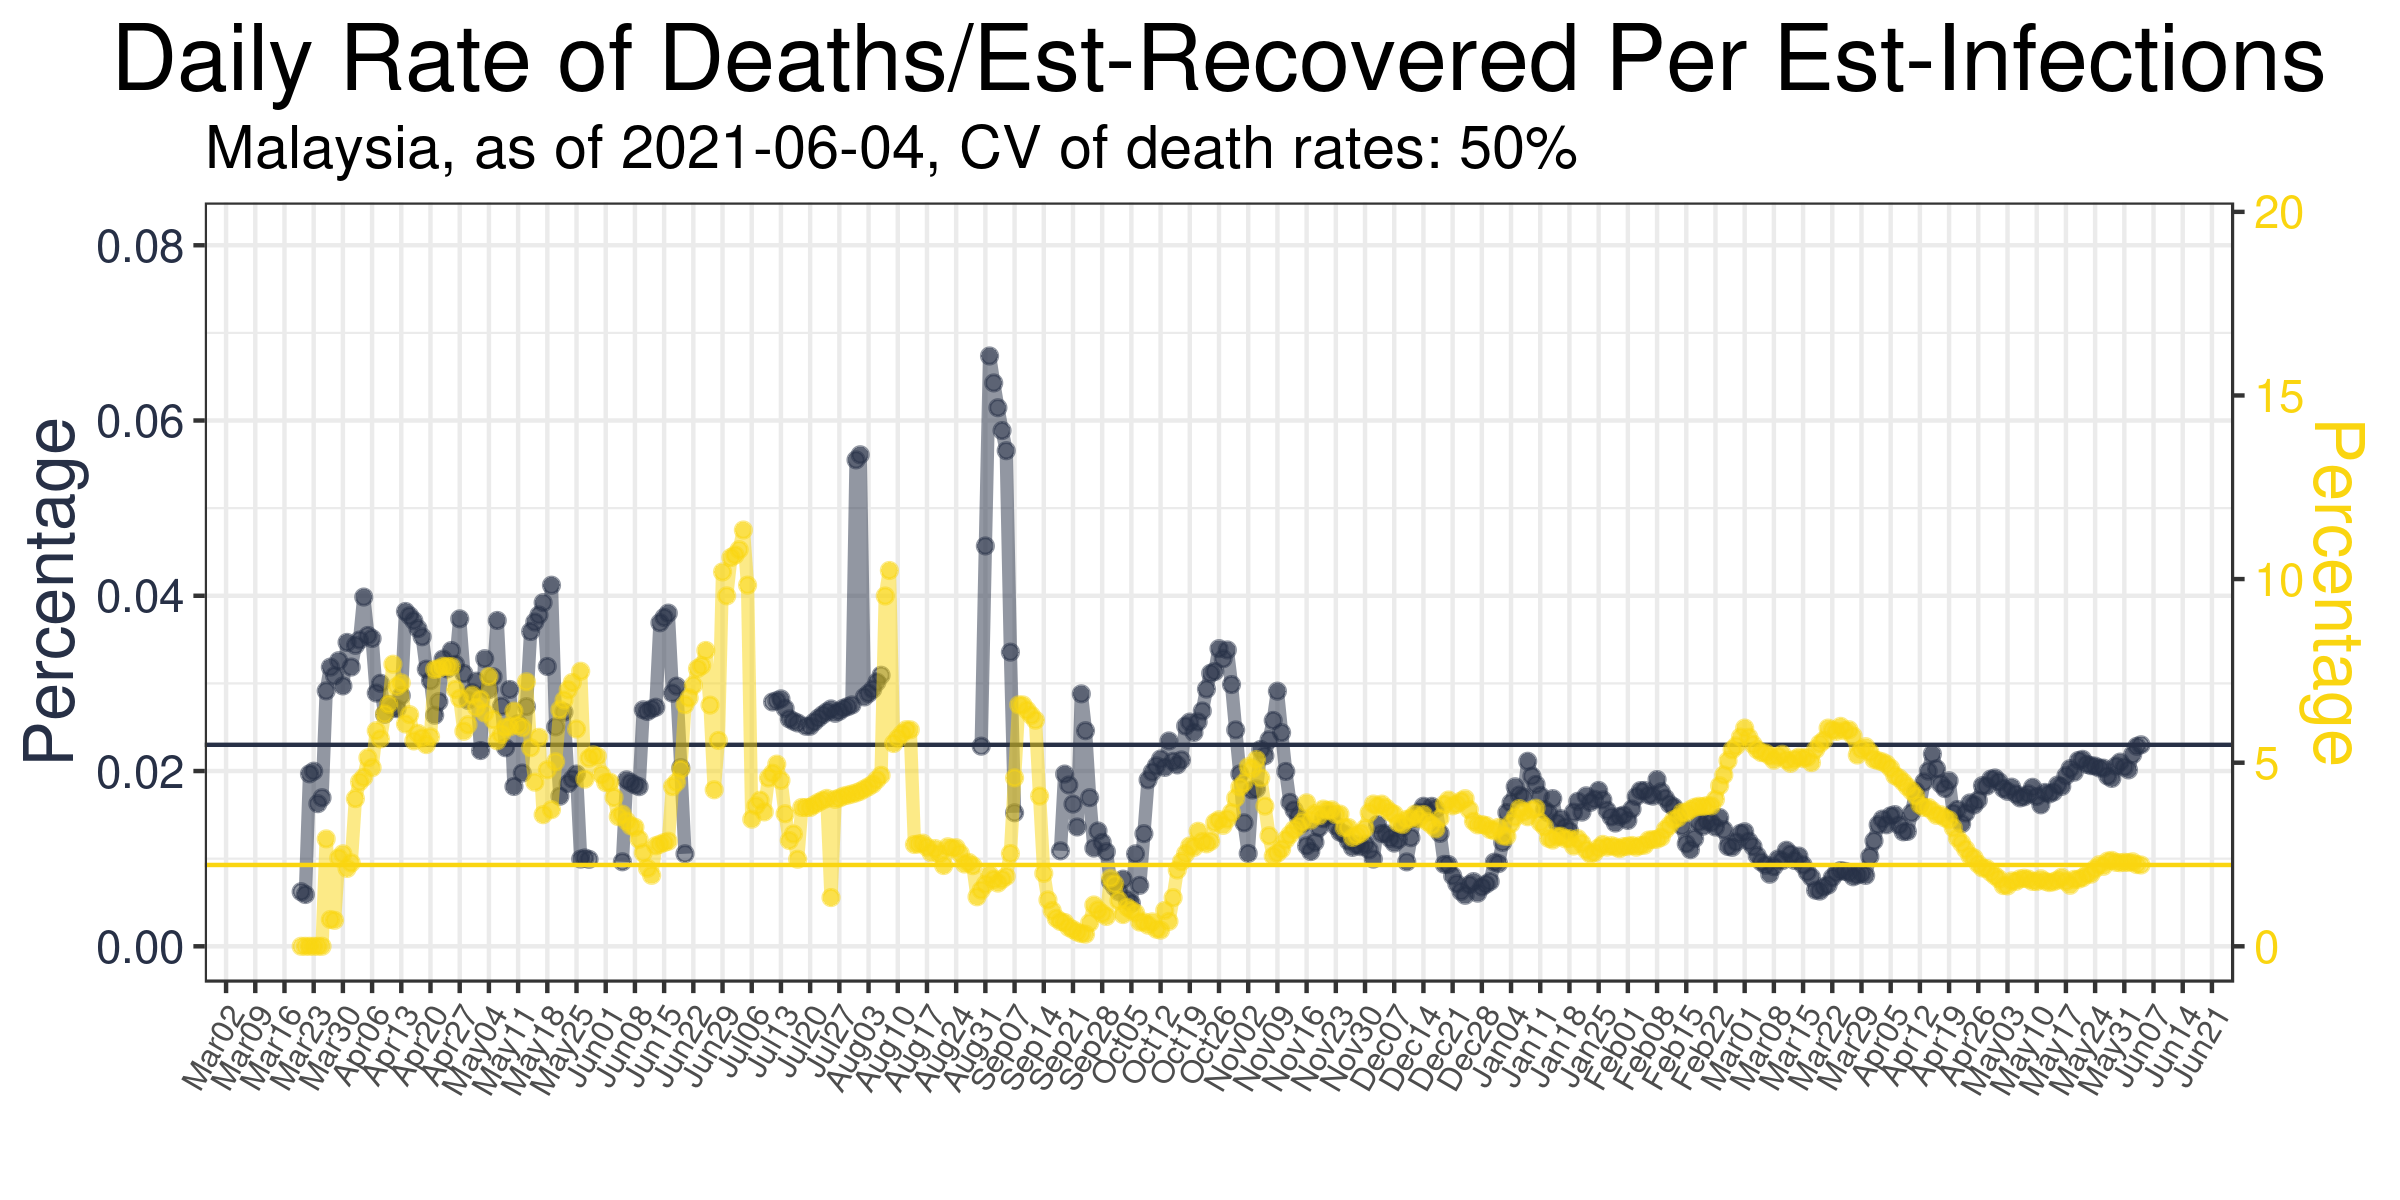 Daily Rate of Deaths/Est-Recovered Per Est-Infections
Malaysia, as of 2021-06-04, CV of death rates: 50%
Percentage
0.08
0.06
0.04
0.02
0.00
20
15
10
5
0
Percentage
Mar02
Mar09
Mar16
Mar23
Mar30
Apr06
Apr13
Apr20
Apr27
May04
May11
May18
May25
Jun01
Jun08
Jun15
Jun22
Jun29
Jul06
Jul13
Jul20
Jul27
Aug03
Aug10
Aug17
Aug24
Aug31
Sep07
Sep14
Sep21
Sep28
Oct05
Oct12
Oct19
Oct26
Nov02
Nov09
Nov16
Nov23
Nov30
Dec07
Dec14
Dec21
Dec28
Jan04
Jan11
Jan18
Jan25
Feb01
Feb08
Feb15
Feb22
Mar01
Mar08
Mar15
Mar22
Mar29
Apr05
Apr12
Apr19
Apr26
May03
May10
May17
May24
May31
Jun07
Jun14
Jun21